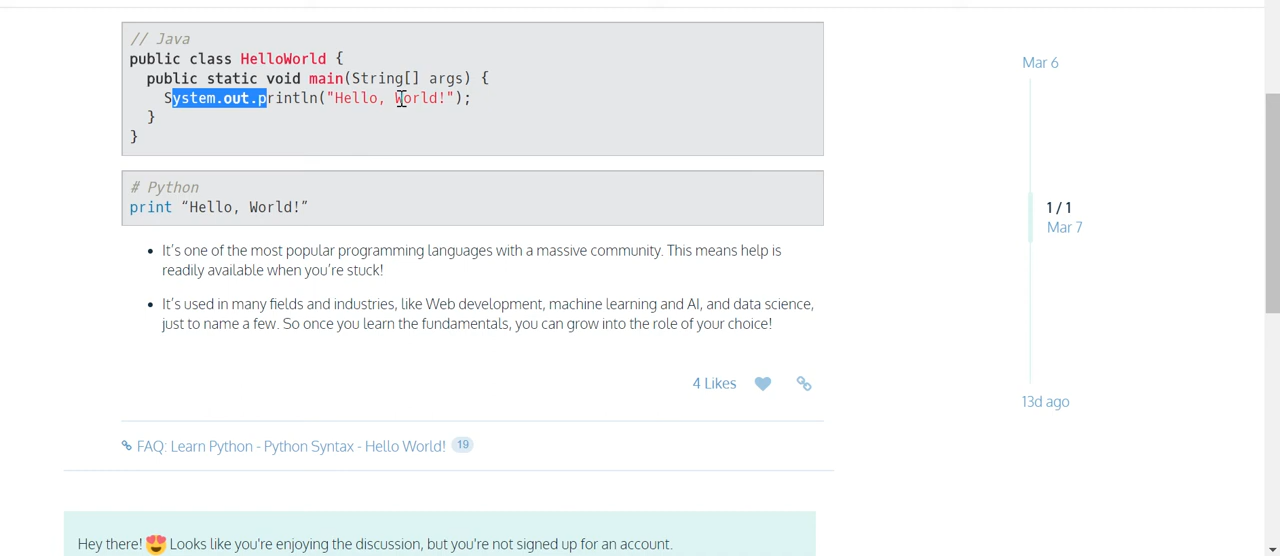 // Java
public class HelloWorld {
public static void main(String[] args) {
System.out.println("Hello, World!");
}
}
# Python
print “Hello, World!”
• It’s one of the most popular programming languages with a massive community. This means help is
readily available when you’re stuck!
• It’s used in many fields and industries, like Web development, machine learning and AI, and data science,
just to name a few. So once you learn the fundamentals, you can grow into the role of your choice!
4 Likes
FAQ: Learn Python - Python Syntax - Hello World! 19
Hey there! 😍 Looks like you're enjoying the discussion, but you're not signed up for an account.
Mar 6
1 / 1
Mar 7
13d ago